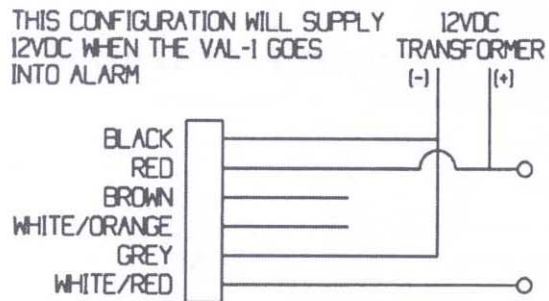 THIS CONFIGURATION WILL SUPPLY
12VDC WHEN THE VAL-1 GOES
INTO ALARM
12VDC
TRANSFORMER
(-) (+)
BLACK
RED
BROWN
WHITE/ORANGE
GREY
WHITE/RED